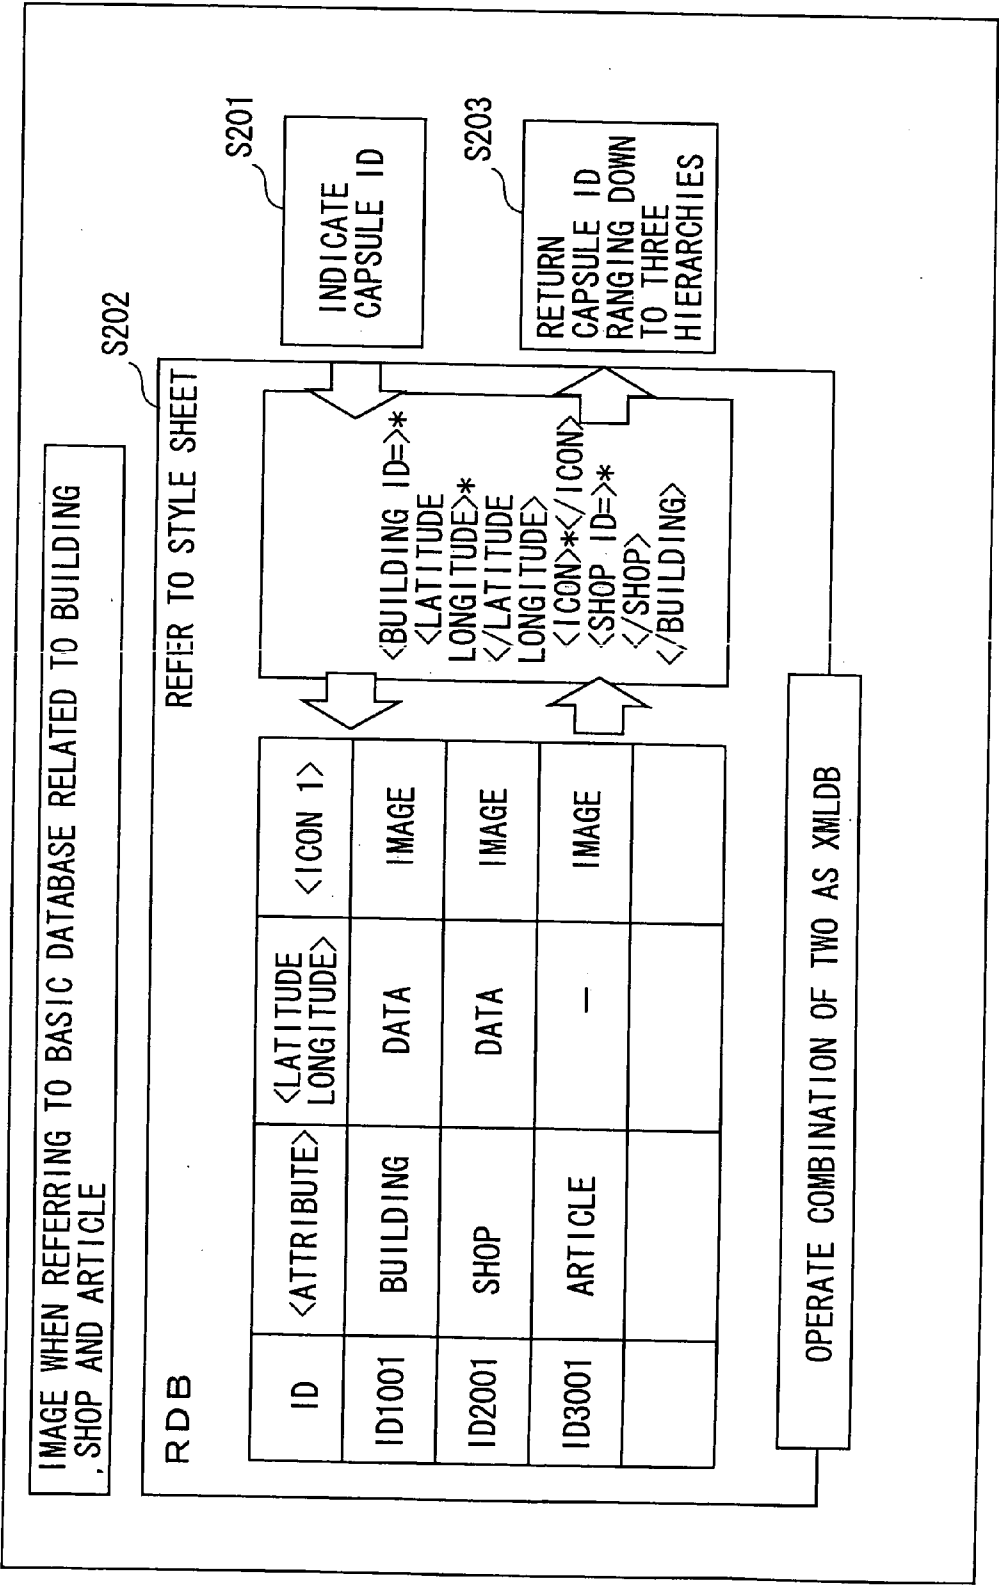 IMAGE WHEN REFERRING TO BASIC DATABASE RELATED TO BUILDING
,SHOP AND ARTICLE
S202
RDB
REFER TO STYLE SHEET
ID <ATTRIBUTE> <LATITUDE
LONGITUDE> <ICON 1>
ID1001 BUILDING DATA IMAGE
ID2001 SHOP DATA IMAGE
ID3001 ARTICLE — IMAGE
<BUILDING ID=>*
<LATITUDE
LONGITUDE>*
</LATITUDE
LONGITUDE>
<ICON>*</ICON>
<SHOP ID=>*
</SHOP>
</BUILDING>
S201
INDICATE
CAPSULE ID
S203
RETURN
CAPSULE ID
RANGING DOWN
TO THREE
HIERARCHIES
OPERATE COMBINATION OF TWO AS XMLDB